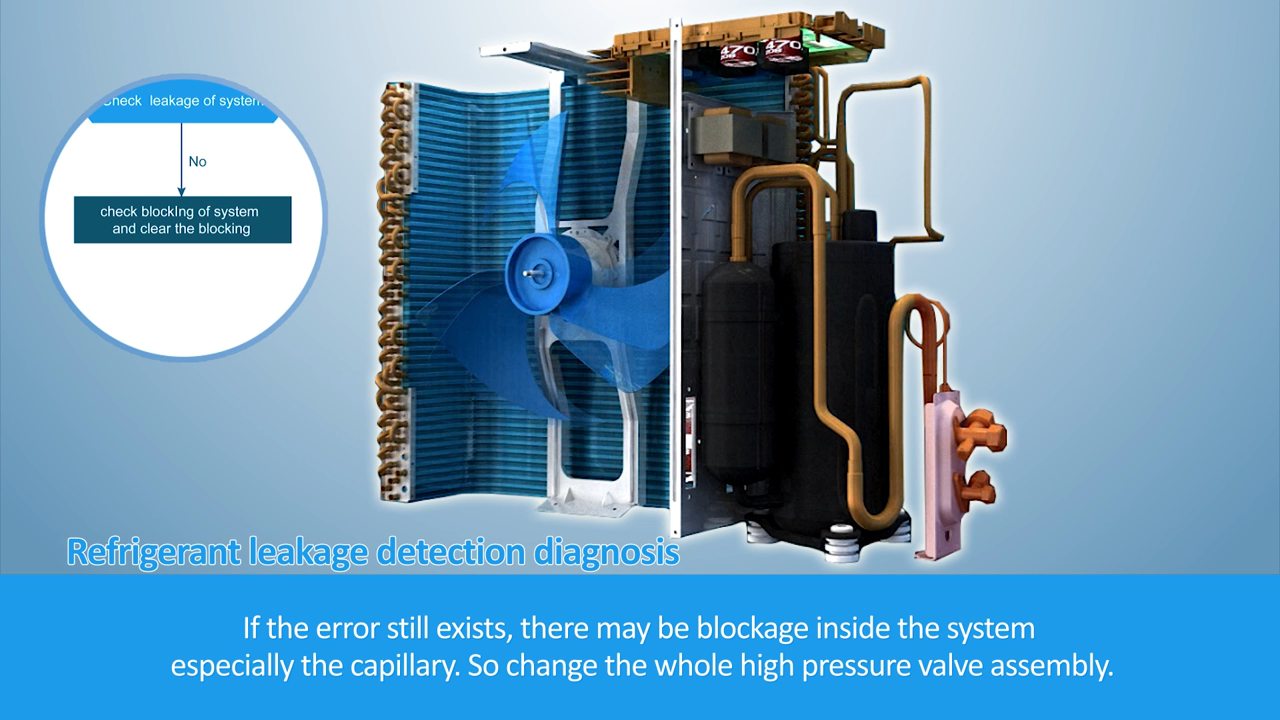 Check leakage of system
No
check blockIng of system
and clear the blocking
470
470
Refrigerant leakage detection diagnosis
If the error still exists, there may be blockage inside the system
especially the capillary. So change the whole high pressure valve assembly.